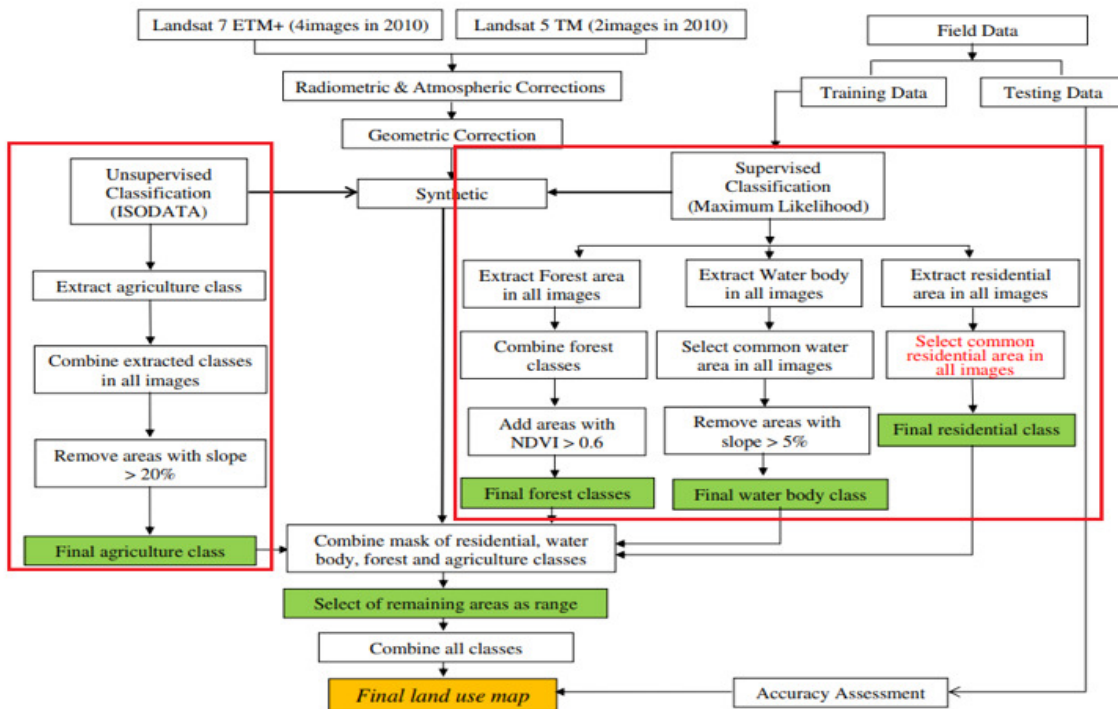 Landsat 7 ETM+ (4images in 2010)
Landsat 5 TM (2images in 2010)
Field Data
Radiometric & Atmospheric Corrections
Training Data
Testing Data
Geometric Correction
Unsupervised
Classification
(ISODATA)
Synthetic
Supervised
Classification
(Maximum Likelihood)
Extract agriculture class
Combine extracted classes
in all images
Remove areas with slope
> 20%
Final agriculture class
Extract Forest area
in all images
Combine forest
classes
Add areas with
NDVI > 0.6
Final forest classes
Extract Water body
in all images
Select common water
area in all images
Remove areas with
slope > 5%
Final water body class
Extract residential
area in all images
Select common
residential area in
all images
Final residential class
Combine mask of residential, water
body, forest and agriculture classes
Select of remaining areas as range
Combine all classes
Final land use map
Accuracy Assessment